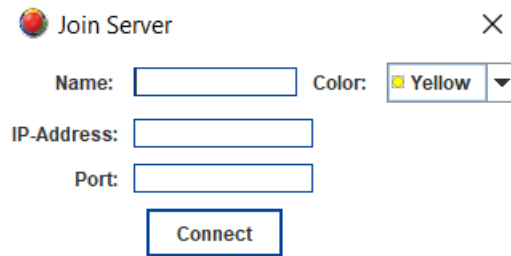 Join Server
Name: Color: Yellow
IP-Address:
Port:
Connect